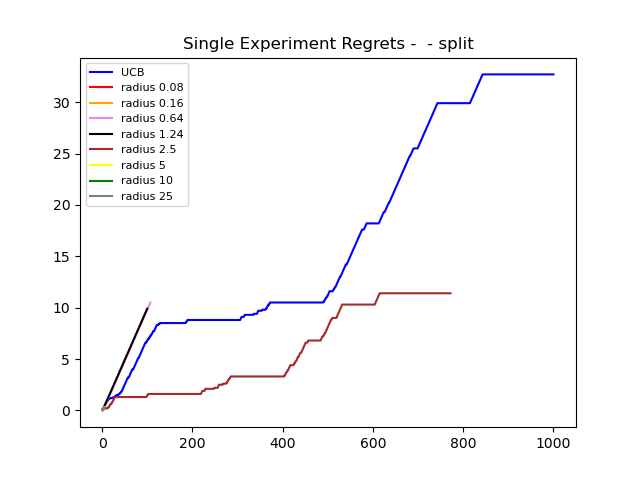 Single Experiment Regrets -  - split
UCB
radius 0.08
radius 0.16
radius 0.64
radius 1.24
radius 2.5
radius 5
radius 10
radius 25
30
25
20
15
10
5
0
0 200 400 600 800 1000